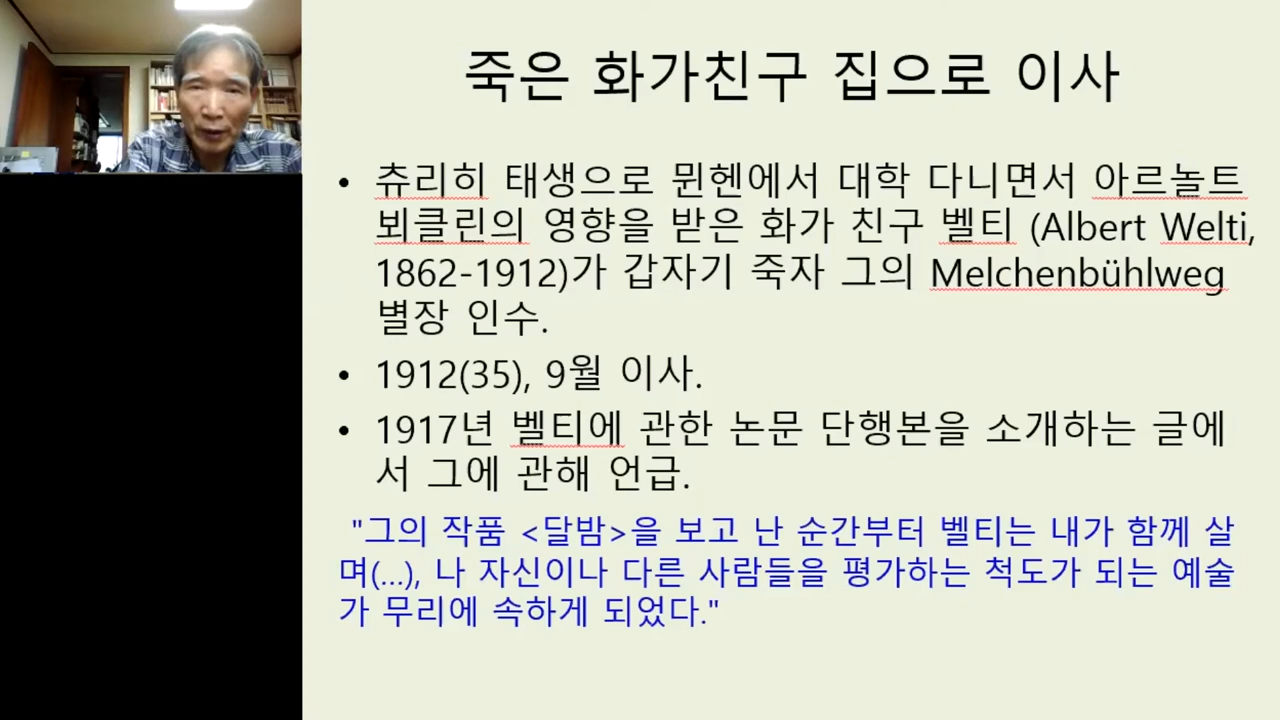 죽은 화가친구 집으로 이사
• 츄리히 태생으로 뮌헨에서 대학 다니면서 아르놀트
뵈클린의 영향을 받은 화가 친구 벨티 (Albert Welti,
1862-1912)가 갑자기 죽자 그의 Melchenbühlweg
별장 인수.
• 1912(35), 9월 이사.
• 1917년 벨티에 관한 논문 단행본을 소개하는 글에
서 그에 관해 언급.
"그의 작품 <달밤>을 보고 난 순간부터 벨티는 내가 함께 살
며(...), 나 자신이나 다른 사람들을 평가하는 척도가 되는 예술
가 무리에 속하게 되었다."